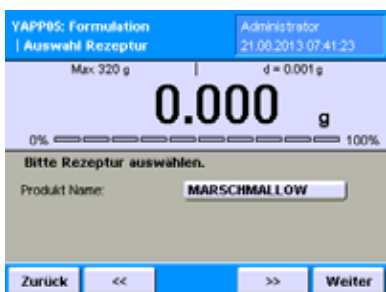 YAPP05: Formulation
Administrator
| Auswahl Rezeptur
21.00.2013 07:41:23
Max 320 g
d = 0.001 g
0.000 g
0%
100%
Bitte Rezeptur auswählen.
Produkt Name:
MARSCHMALLOW
Zurück
<<
>>
Weiter